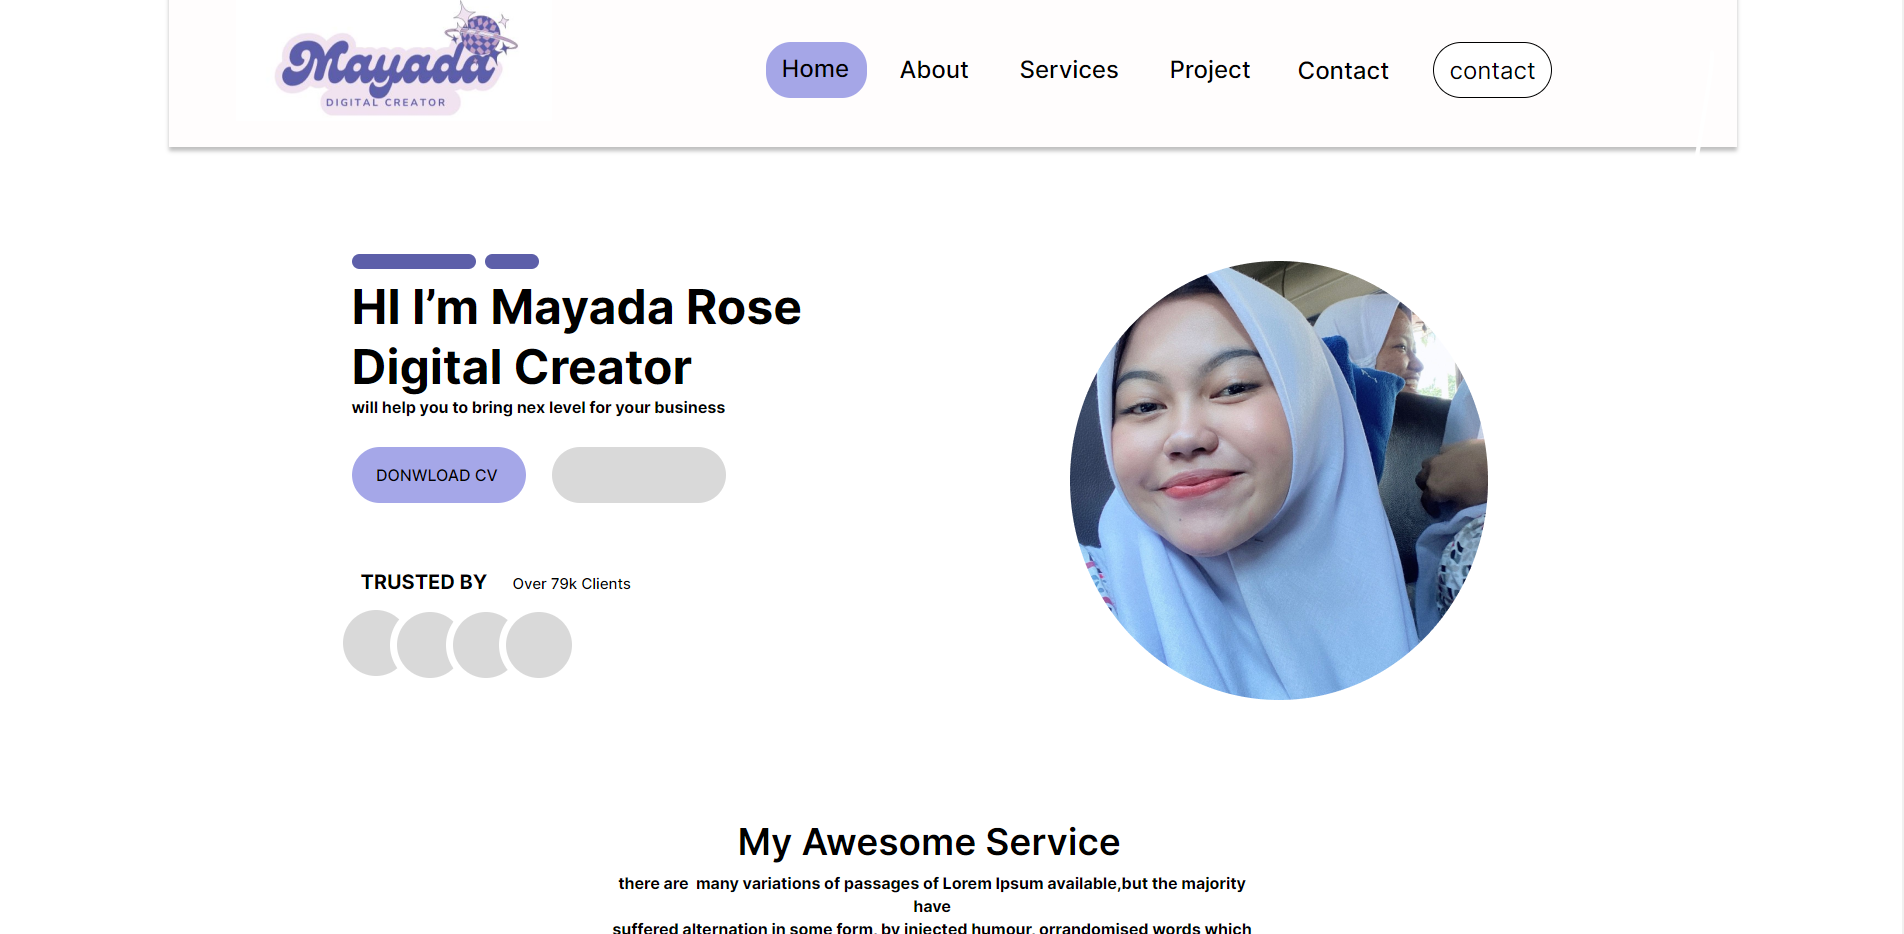 Mayada
DIGITAL CREATOR
Home About Services Project Contact contact
HI I’m Mayada Rose
Digital Creator
will help you to bring nex level for your business
DONWLOAD CV
TRUSTED BY Over 79k Clients
My Awesome Service
there are many variations of passages of Lorem Ipsum available,but the majority
have
suffered alternation in some form, by injected humour, orrandomised words which